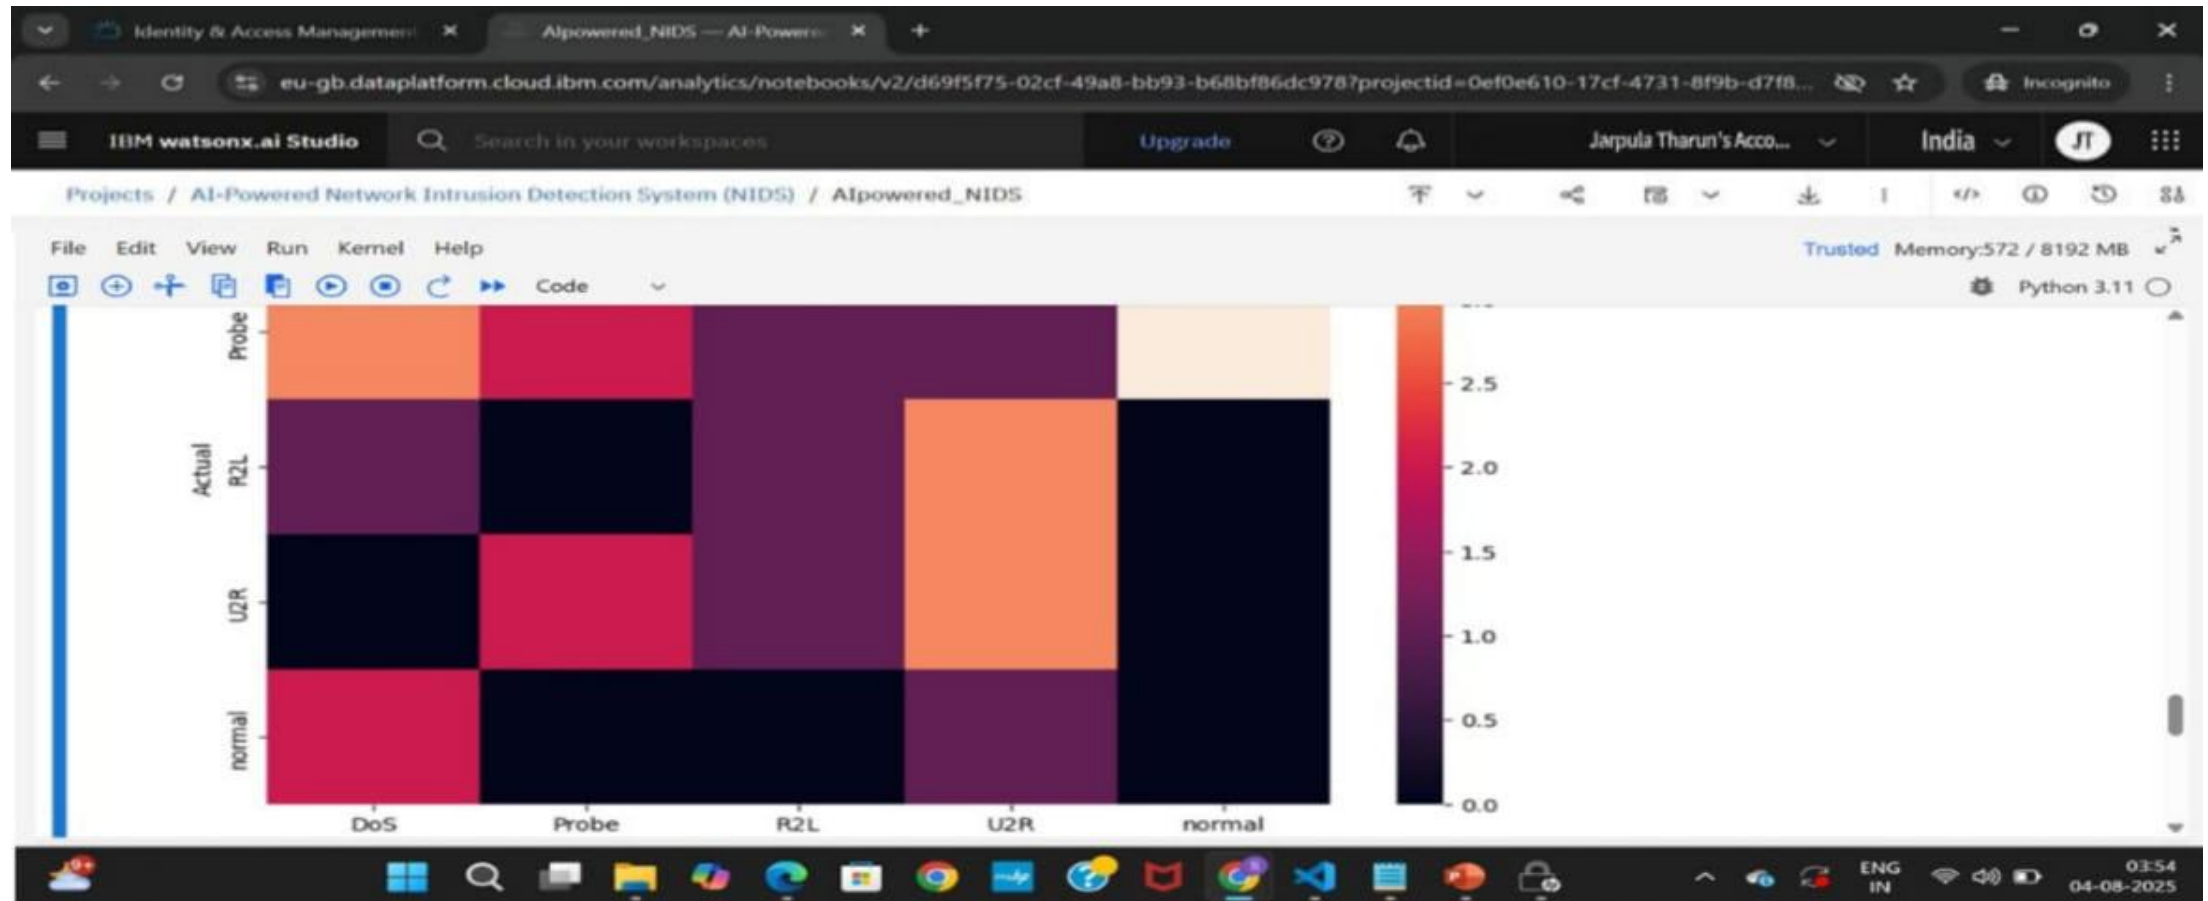 Identity & Access Management
AIpowered_NIDS — AI-Powere
eu-gb.dataplatform.cloud.ibm.com/analytics/notebooks/v2/d69f5f75-02cf-49a8-bb93-b68bf86dc978?projectid=0ef0e610-17cf-4731-8f9b-d7f8... Incognito
IBM watsonx.ai Studio Search in your workspaces Upgrade Jarpula Tharun's Acco... India JT
Projects / AI-Powered Network Intrusion Detection System (NIDS) / AIpowered_NIDS
File Edit View Run Kernel Help Trusted Memory:572 / 8192 MB
Code Python 3.11
Probe
2.5
Actual
R2L
2.0
1.5
U2R
1.0
normal
0.5
0.0
DoS Probe R2L U2R normal
ENG
IN
03:54
04-08-2025